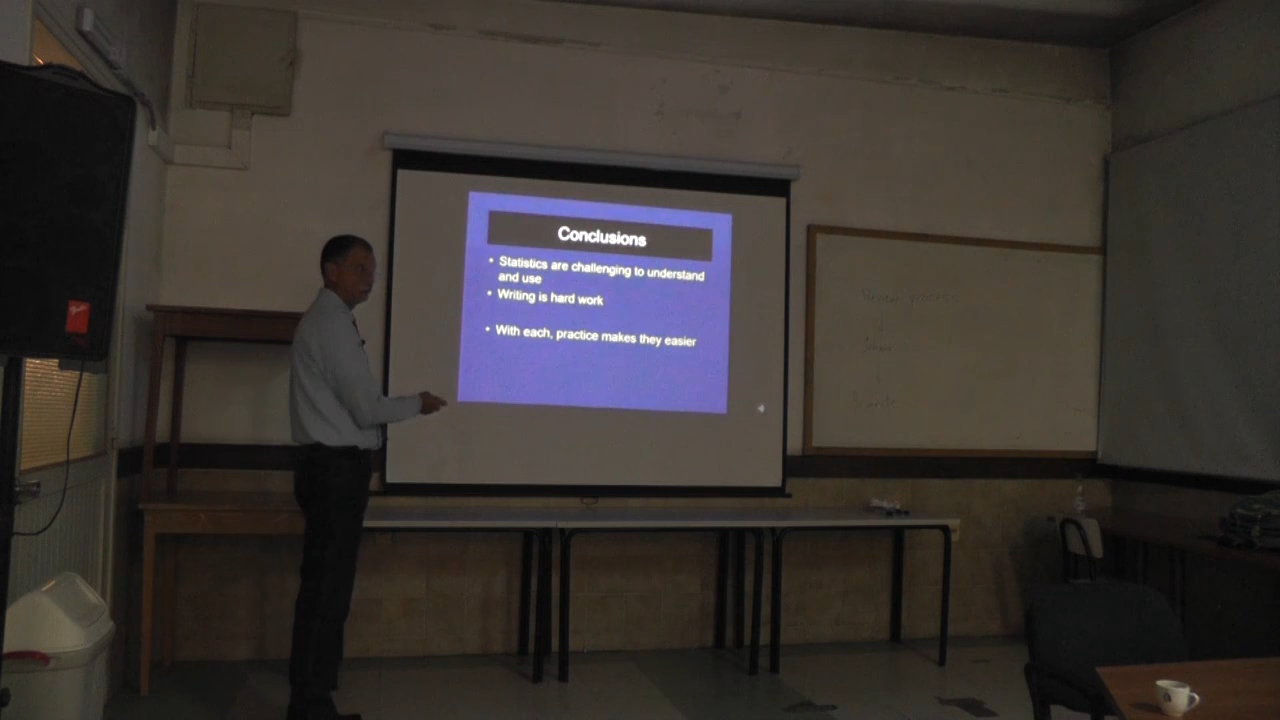 Conclusions
• Statistics are challenging to understand
and use
• Writing is hard work
• With each, practice makes they easier